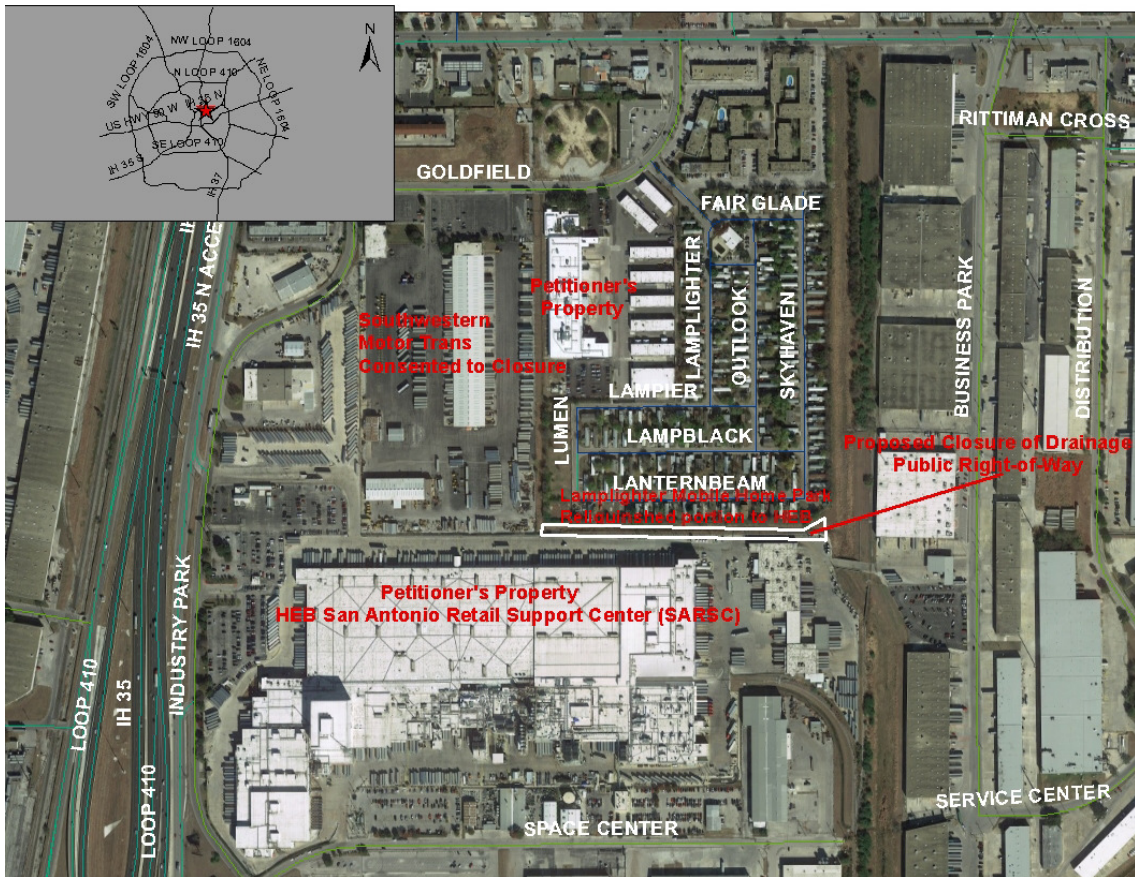 N
NW LOOP 1604
SW LOOP 1604
NE LOOP 1604
N LOOP 410
IH 35 N
US HWY 90 W
SE LOOP 410
IH 35 S
IH 37
RITTIMAN CROSS
GOLDFIELD
FAIR GLADE
IH 35 N ACCE
LAMPLIGHTER
OUTLOOK
SKYHAVEN
BUSINESS PARK
DISTRIBUTION
Petitioner's
Property
Southwestern
Motor Trans
Consented to Closure
LAMPIER
LUMEN
LAMPBLACK
Proposed Closure of Drainage
Public Right-of-Way
LANTERNBEAM
Lamplighter Mobile Home Park
Relinquished portion to HEB
Petitioner's Property
HEB San Antonio Retail Support Center (SARSC)
INDUSTRY PARK
LOOP 410
IH 35
LOOP 410
SERVICE CENTER
SPACE CENTER